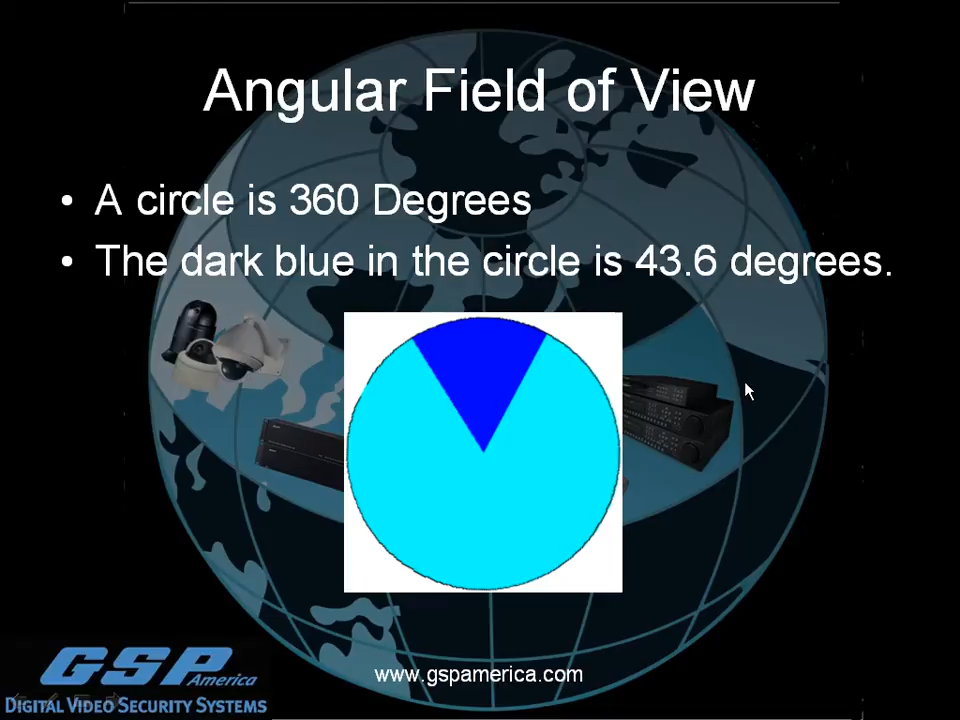 Angular Field of View
• A circle is 360 Degrees
• The dark blue in the circle is 43.6 degrees.
GSP
America
DIGITAL VIDEO SECURITY SYSTEMS
www.gspamerica.com